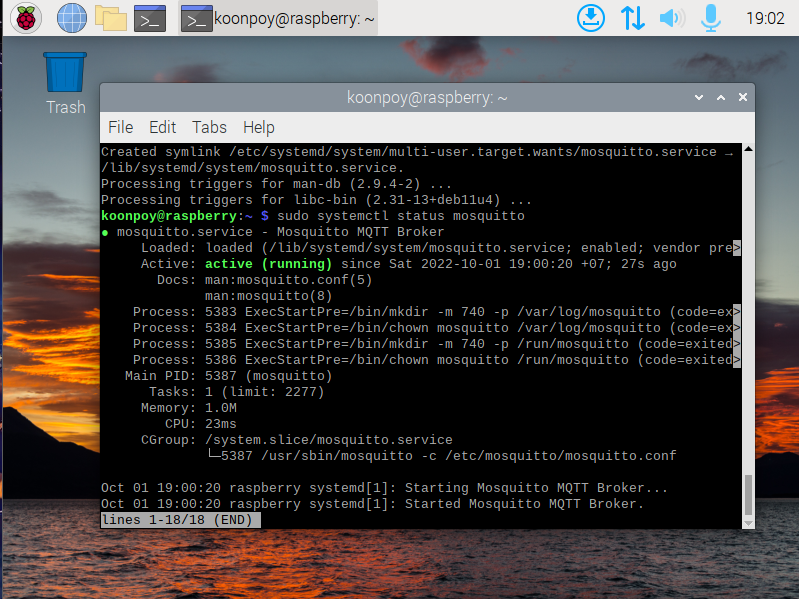 koonpoy@raspberry: ~
19:02
Trash
koonpoy@raspberry: ~
File Edit Tabs Help
Created symlink /etc/systemd/system/multi-user.target.wants/mosquitto.service →
/lib/systemd/system/mosquitto.service.
Processing triggers for man-db (2.9.4-2) ...
Processing triggers for libc-bin (2.31-13+deb11u4) ...
koonpoy@raspberry:~ $ sudo systemctl status mosquitto
● mosquitto.service - Mosquitto MQTT Broker
Loaded: loaded (/lib/systemd/system/mosquitto.service; enabled; vendor pre>
Active: active (running) since Sat 2022-10-01 19:00:20 +07; 27s ago
Docs: man:mosquitto.conf(5)
man:mosquitto(8)
Process: 5383 ExecStartPre=/bin/mkdir -m 740 -p /var/log/mosquitto (code=ex>
Process: 5384 ExecStartPre=/bin/chown mosquitto /var/log/mosquitto (code=ex>
Process: 5385 ExecStartPre=/bin/mkdir -m 740 -p /run/mosquitto (code=exited>
Process: 5386 ExecStartPre=/bin/chown mosquitto /run/mosquitto (code=exited>
Main PID: 5387 (mosquitto)
Tasks: 1 (limit: 2277)
Memory: 1.0M
CPU: 23ms
CGroup: /system.slice/mosquitto.service
└─5387 /usr/sbin/mosquitto -c /etc/mosquitto/mosquitto.conf
Oct 01 19:00:20 raspberry systemd[1]: Starting Mosquitto MQTT Broker...
Oct 01 19:00:20 raspberry systemd[1]: Started Mosquitto MQTT Broker.
lines 1-18/18 (END)